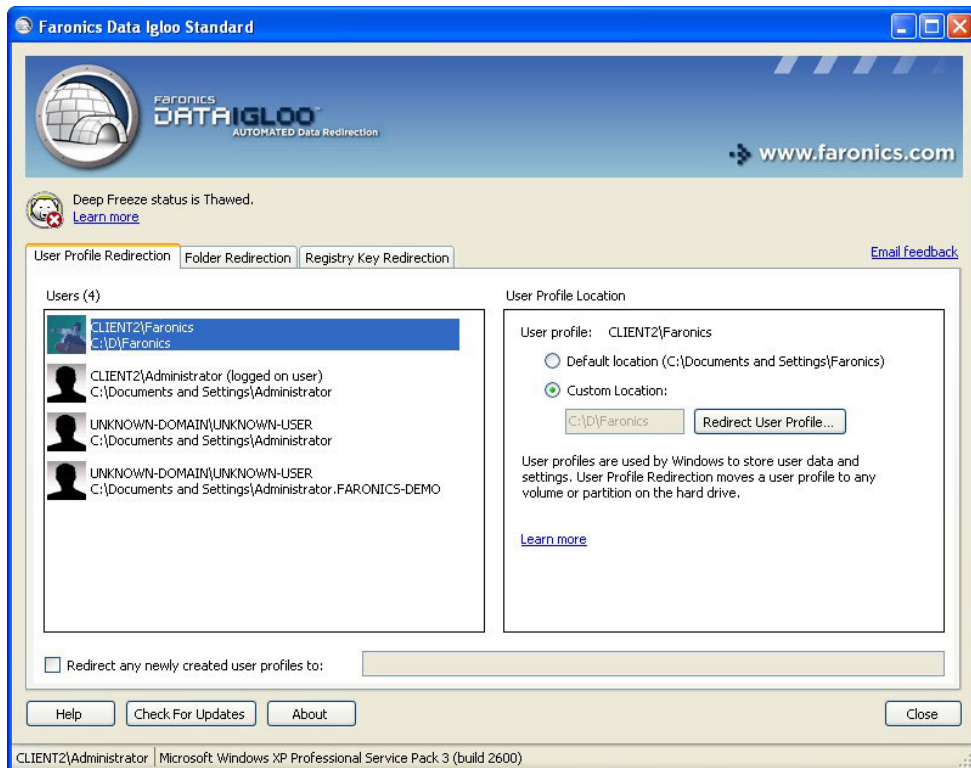 Faronics Data Igloo Standard
FARONICS
DATAIGLOO™
AUTOMATED Data Redirection
www.faronics.com
Deep Freeze status is Thawed.
Learn more
User Profile Redirection Folder Redirection Registry Key Redirection Email feedback
Users (4) User Profile Location
CLIENT2\Faronics
C:\D\Faronics
CLIENT2\Administrator (logged on user)
C:\Documents and Settings\Administrator
UNKNOWN-DOMAIN\UNKNOWN-USER
C:\Documents and Settings\Administrator
UNKNOWN-DOMAIN\UNKNOWN-USER
C:\Documents and Settings\Administrator.FARONICS-DEMO
User profile: CLIENT2\Faronics
Default location (C:\Documents and Settings\Faronics)
Custom Location:
C:\D\Faronics Redirect User Profile...
User profiles are used by Windows to store user data and
settings. User Profile Redirection moves a user profile to any
volume or partition on the hard drive.
Learn more
Redirect any newly created user profiles to:
Help Check For Updates About Close
CLIENT2\Administrator Microsoft Windows XP Professional Service Pack 3 (build 2600)